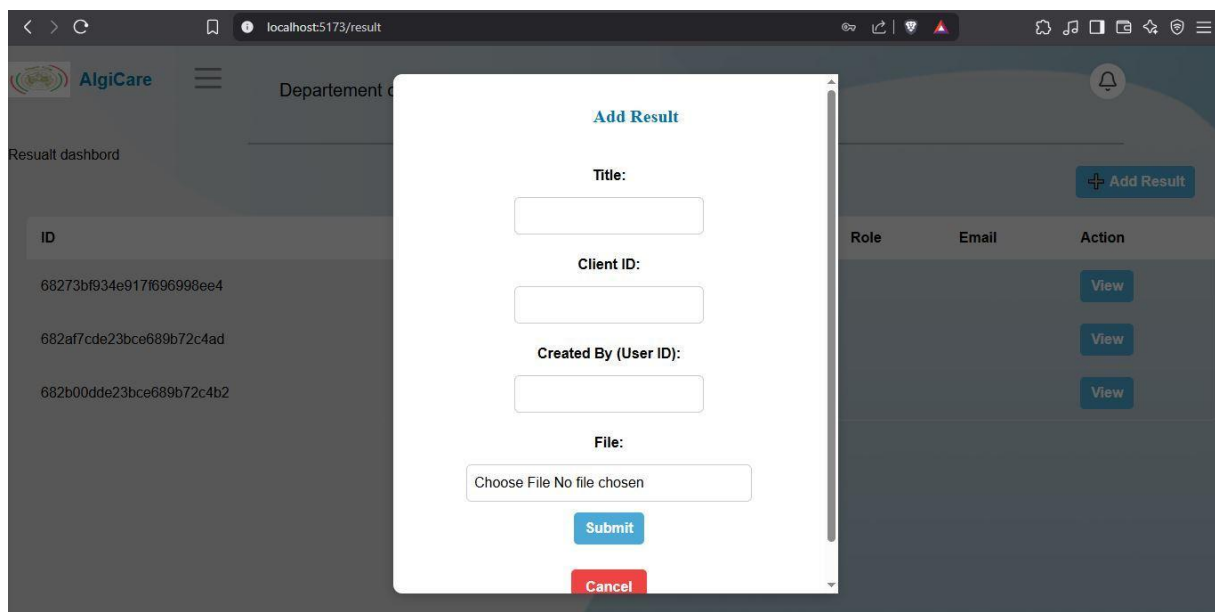 localhost:5173/result
AlgiCare
Departement
Resualt dashbord
Add Result
ID
Role
Email
Action
68273bf934e917f696998ee4
View
682af7cde23bce689b72c4ad
View
682b00dde23bce689b72c4b2
View
Add Result
Title:
Client ID:
Created By (User ID):
File:
Choose File No file chosen
Submit
Cancel